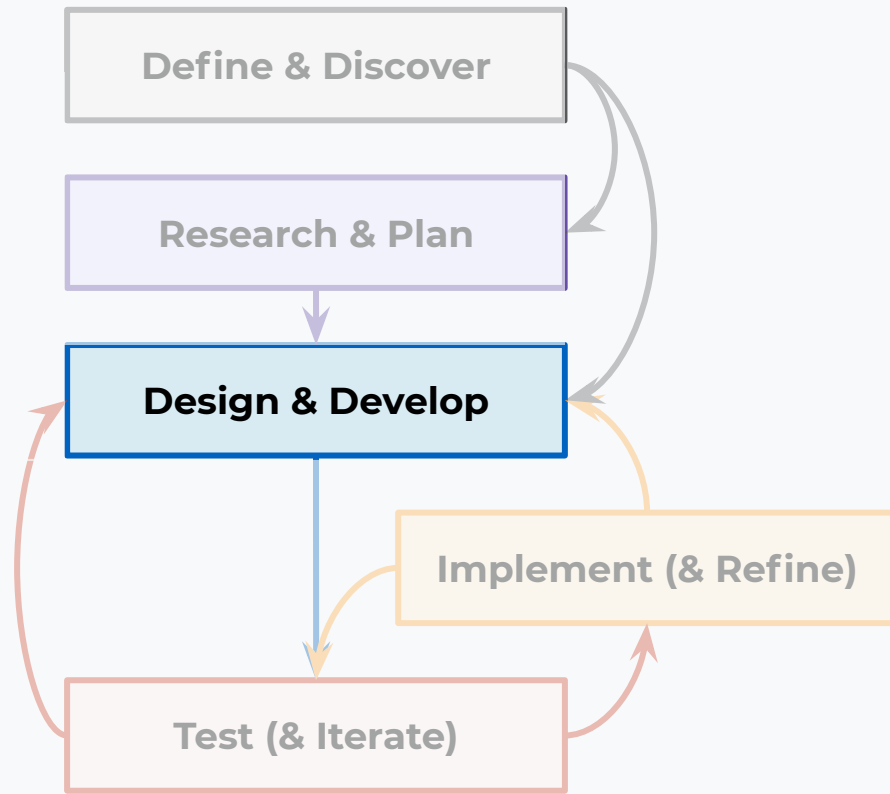 Define & Discover
Research & Plan
Design & Develop
Implement (& Refine)
Test (& Iterate)